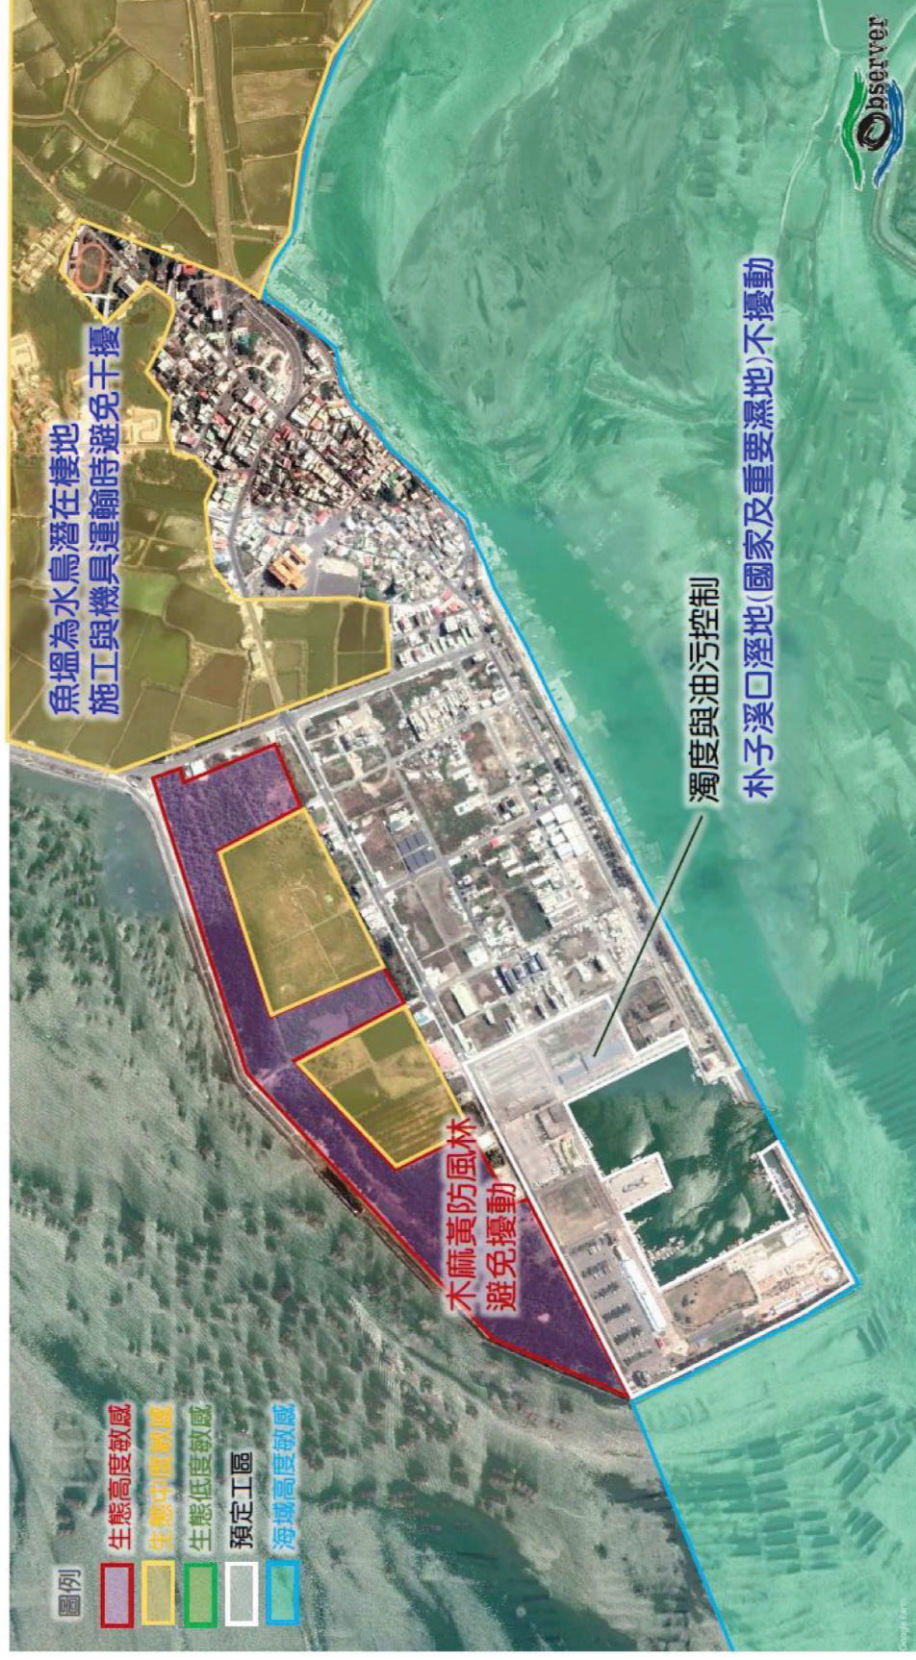 魚塭為水鳥潛在棲地
施工與機具運輸時避免干擾
木麻黃防風林
避免擾動
濁度與油污控制
朴子溪口溼地(國家及重要濕地)不擾動
圖例
生態高度敏感
生態中度敏感
生態低度敏感
預定工區
海域高度敏感
Observer
Google Earth